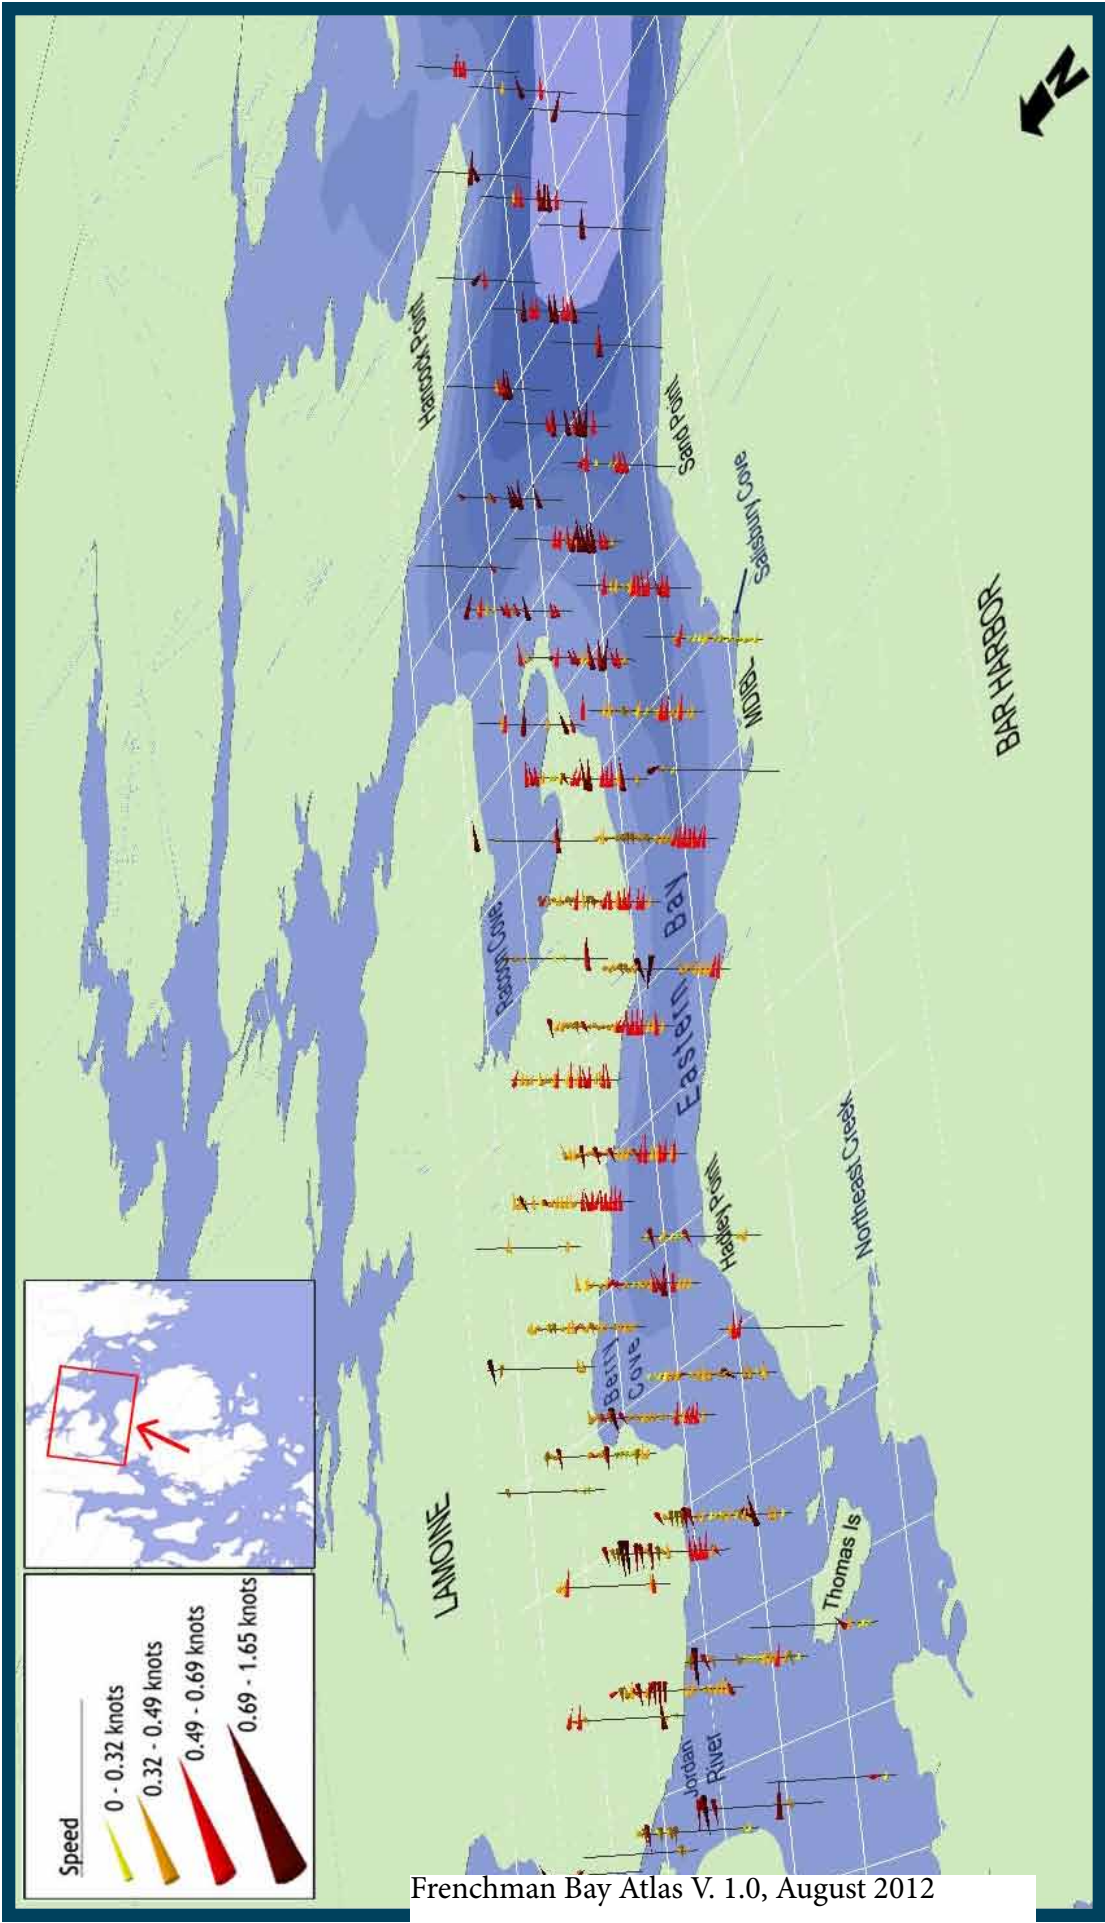 N
Hancock Point
Sand Point
Salisbury Cove
MDIBL
BAR HARBOR
Raccoon Cove
Eastern Bay
Hadley Point
Northeast Creek
Berry
Cove
LAMOINE
Thomas Is
Jordan
River
Speed
0 - 0.32 knots
0.32 - 0.49 knots
0.49 - 0.69 knots
0.69 - 1.65 knots
Frenchman Bay Atlas V. 1.0, August 2012